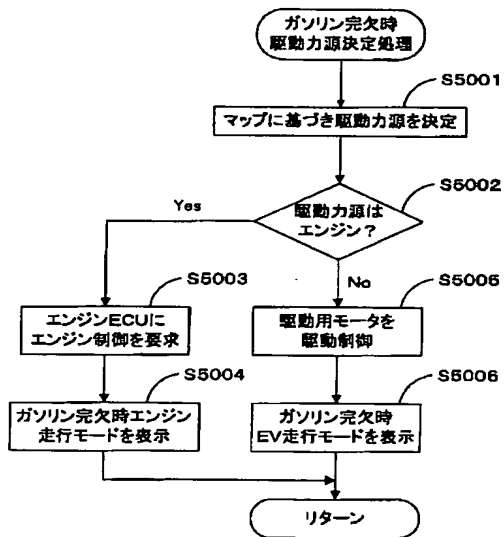 ガソリン完欠時
駆動力源決定処理
S5001
マップに基づき駆動力源を決定
S5002
駆動力源は
エンジン？
Yes
No
S5003
エンジンECUに
エンジン制御を要求
S5005
駆動用モータを
駆動制御
S5004
ガソリン完欠時エンジン
走行モードを表示
S5006
ガソリン完欠時
EV走行モードを表示
リターン